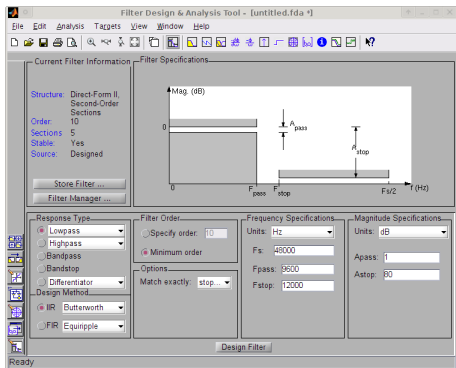 Filter Design & Analysis Tool - [untitled.fda *]
File Edit Analysis Targets View Window Help
Current Filter Information
Structure: Direct-Form II, Second-Order Sections
Order: 10
Sections 5
Stable: Yes
Source: Designed
Store Filter ...
Filter Manager ...
Filter Specifications
Mag. (dB)
0
A pass
A stop
0
F pass
F stop
Fs/2
f (Hz)
Response Type
Lowpass
Highpass
Bandpass
Bandstop
Differentiator
Design Method
IIR Butterworth
FIR Equiripple
Filter Order
Specify order: 10
Minimum order
Options
Match exactly: stop...
Frequency Specifications
Units: Hz
Fs: 48000
Fpass: 9600
Fstop: 12000
Magnitude Specifications
Units: dB
Apass: 1
Astop: 80
Design Filter
Ready